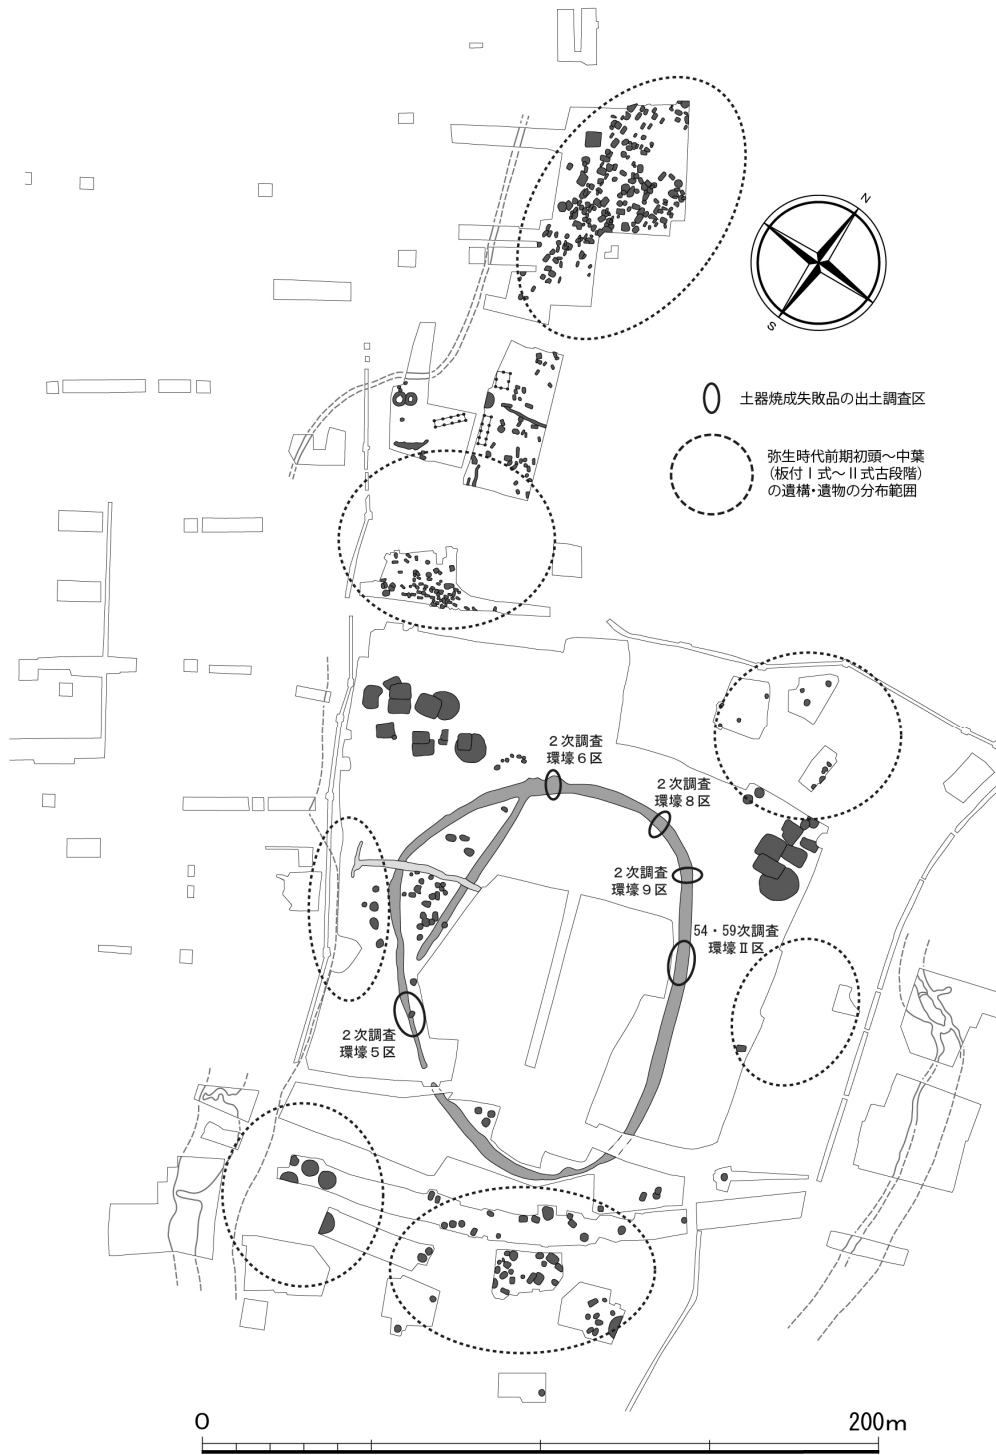 N
S
土器焼成失敗品の出土調査区
弥生時代前期初頭～中葉
（板付Ⅰ式～Ⅱ式古段階）
の遺構・遺物の分布範囲
２次調査
環壕６区
２次調査
環壕８区
２次調査
環壕９区
54・59次調査
環壕Ⅱ区
２次調査
環壕５区
0
200m